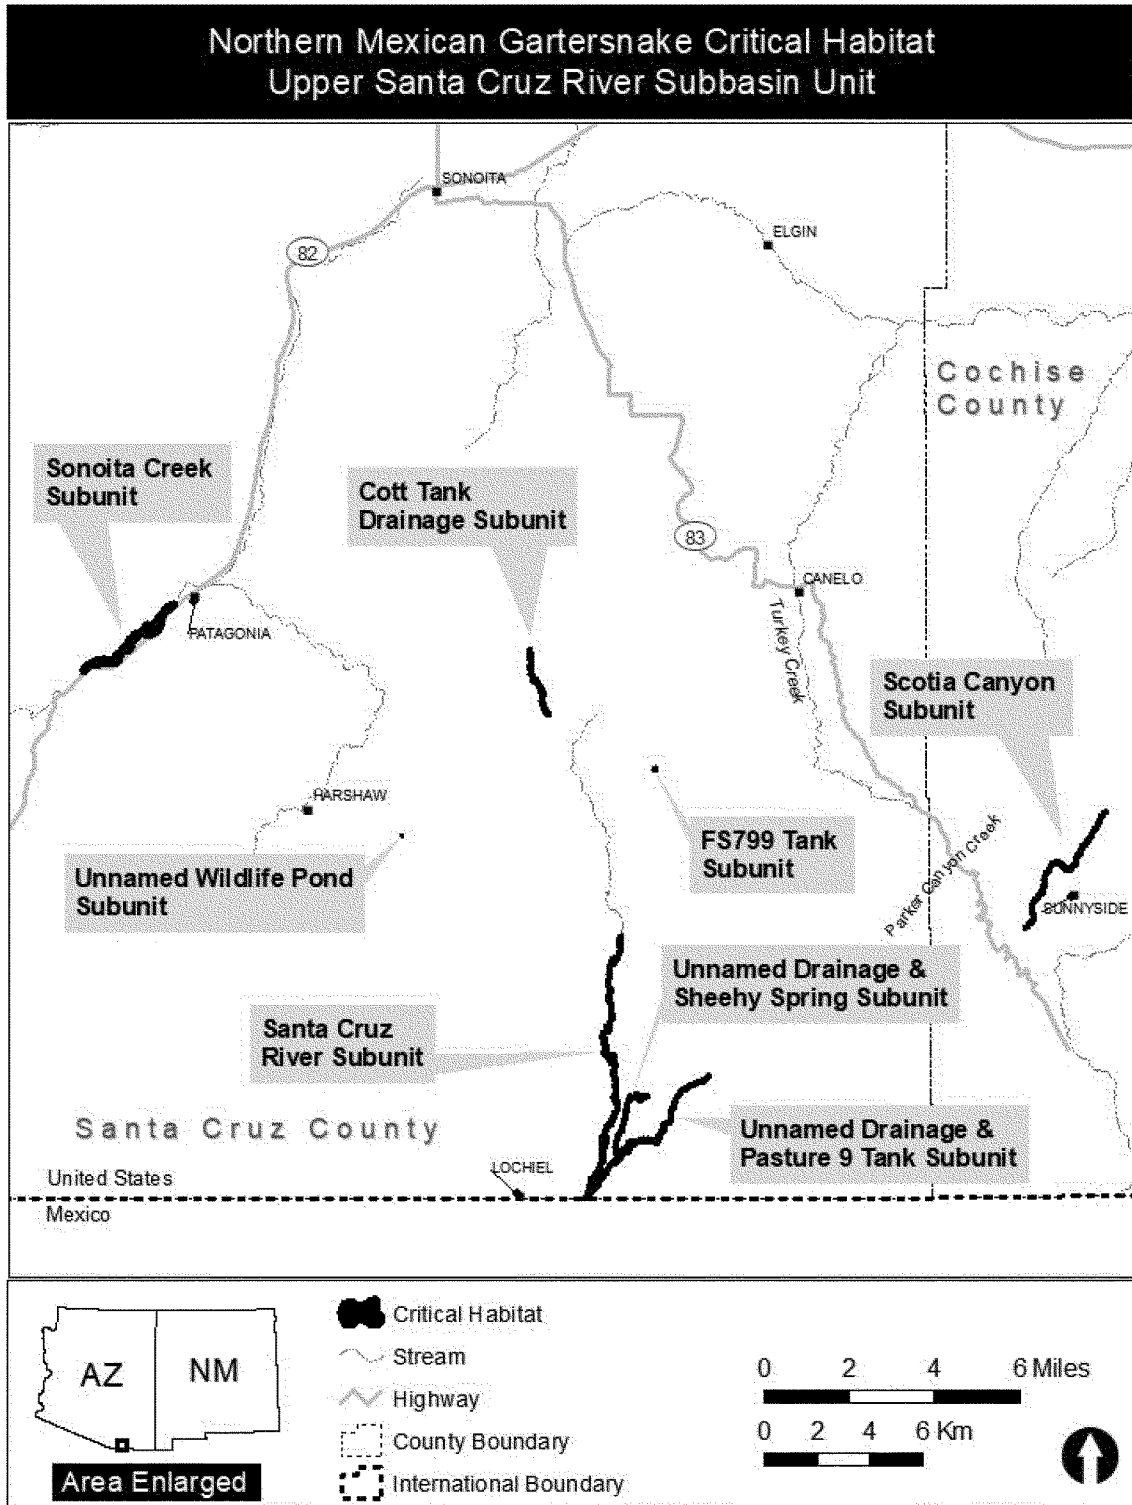 Northern Mexican Gartersnake Critical Habitat
Upper Santa Cruz River Subbasin Unit
SONOITA
82
ELGIN
Cochise
County
Sonoita Creek
Subunit
Cott Tank
Drainage Subunit
83
CANELO
PATAGONIA
Turkey Creek
Scotia Canyon
Subunit
HARSHAW
FS799 Tank
Subunit
Unnamed Wildlife Pond
Subunit
Parker Canyon Creek
SUNNYSIDE
Unnamed Drainage &
Sheehy Spring Subunit
Santa Cruz
River Subunit
Santa Cruz County
Unnamed Drainage &
Pasture 9 Tank Subunit
LOCHIEL
United States
Mexico
AZ
NM
Area Enlarged
Critical Habitat
Stream
Highway
County Boundary
International Boundary
0 2 4 6 Miles
0 2 4 6 Km